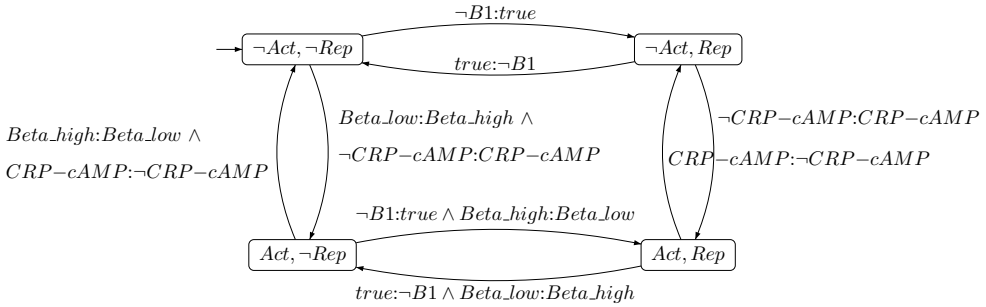 ¬B1:true
¬Act, ¬Rep
¬Act, Rep
true:¬B1
Beta_high:Beta_low ∧
CRP−cAMP:¬CRP−cAMP
Beta_low:Beta_high ∧
¬CRP−cAMP:CRP−cAMP
¬CRP−cAMP:CRP−cAMP
CRP−cAMP:¬CRP−cAMP
¬B1:true ∧ Beta_high:Beta_low
Act, ¬Rep
Act, Rep
true:¬B1 ∧ Beta_low:Beta_high